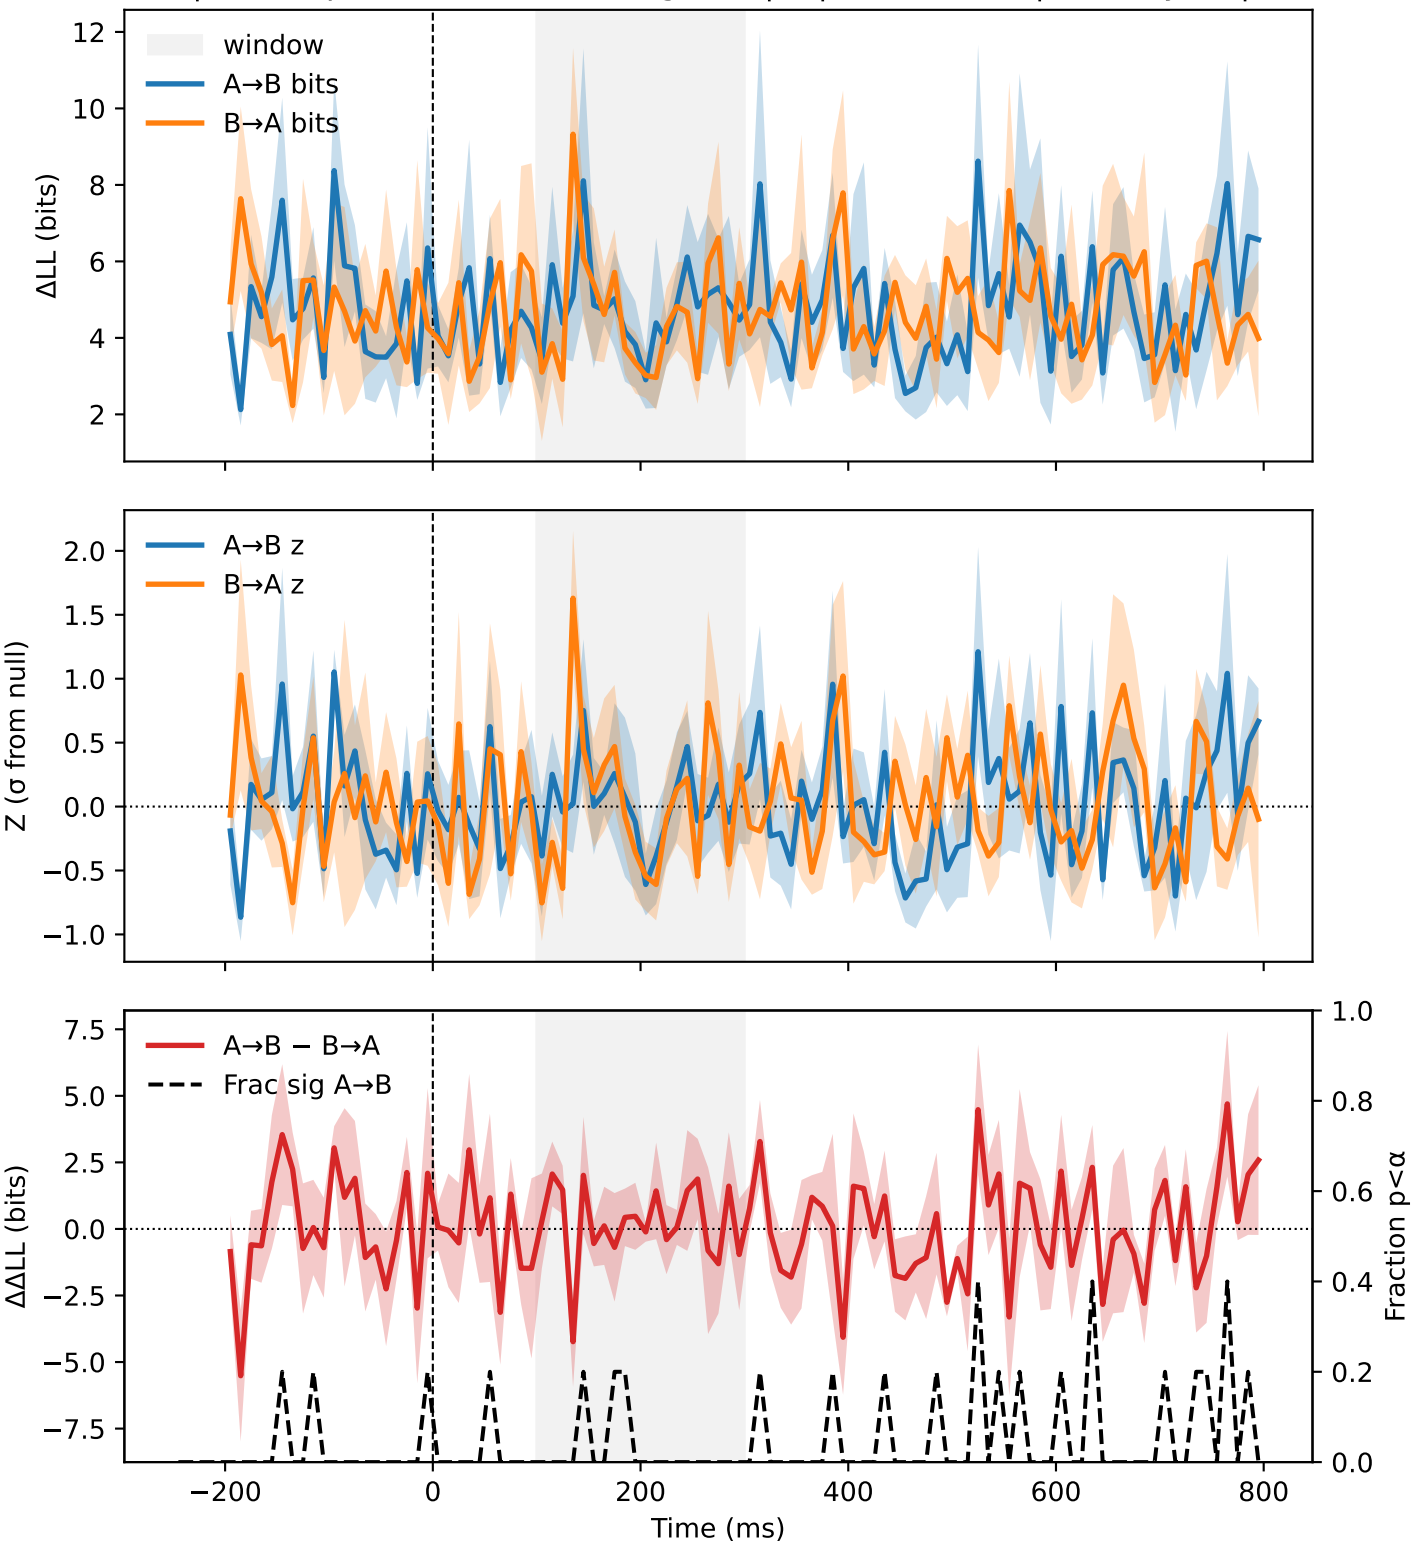 12
10
8
6
4
2
ΔLL (bits)
window
A→B bits
B→A bits
2.0
1.5
1.0
0.5
0.0
−0.5
−1.0
Z (σ from null)
A→B z
B→A z
7.5
5.0
2.5
0.0
−2.5
−5.0
−7.5
ΔΔLL (bits)
A→B − B→A
Frac sig A→B
1.0
0.8
0.6
0.4
0.2
0.0
Fraction p<α
−200
0
200
400
600
800
Time (ms)